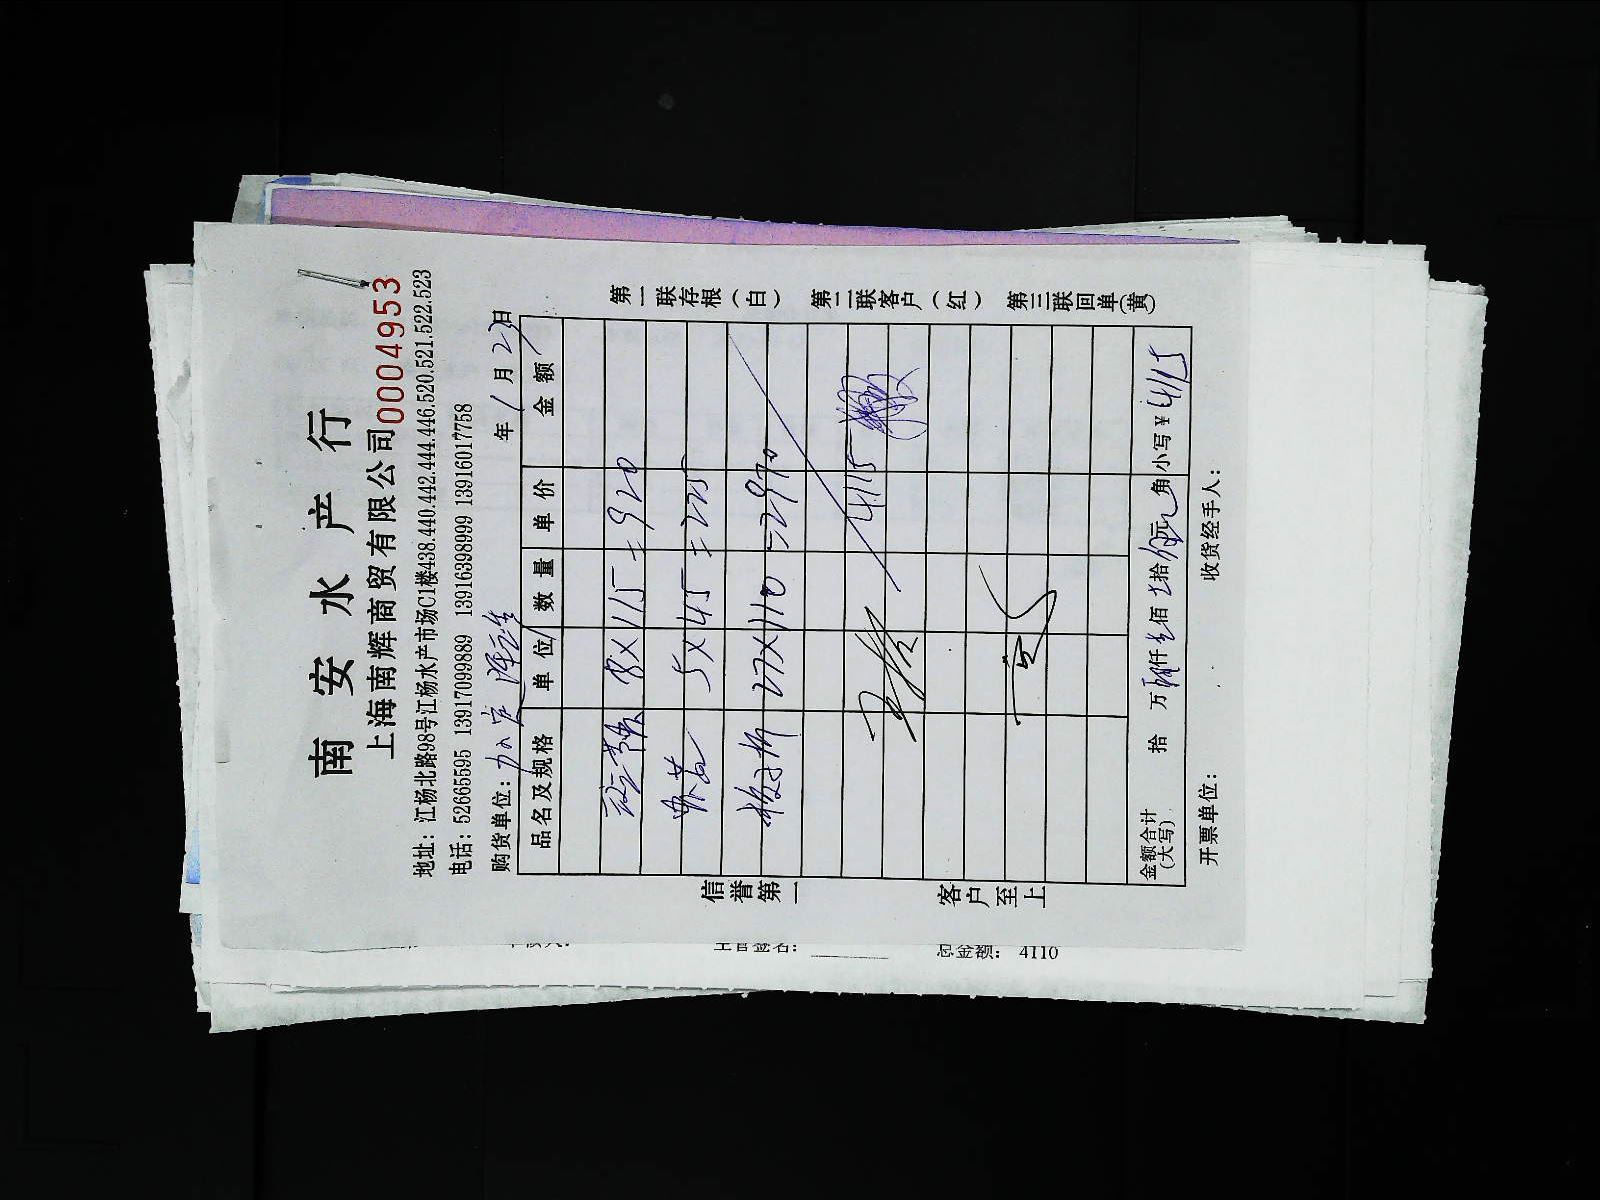 南安水产行
上海南辉商贸有限公司
0004953
地址：江杨北路98号江杨水产市场C1楼438.440.442.444.446.520.521.522.523
电话：52665595 13917099889 13916398999 13916017758
购货单位： 年 1 月 27 日
品名及规格 单位 数量 单价 金额
8×115=920
5×45=225
27×110=2970
4115
金额合计(大写) 拾 万 仟 佰 拾 元 角 小写¥4115
开票单位： 收货经手人：
信誉第一 客户至上
第一联存根（白） 第二联客户（红） 第三联回单（黄）
主管签名： 总金额： 4110